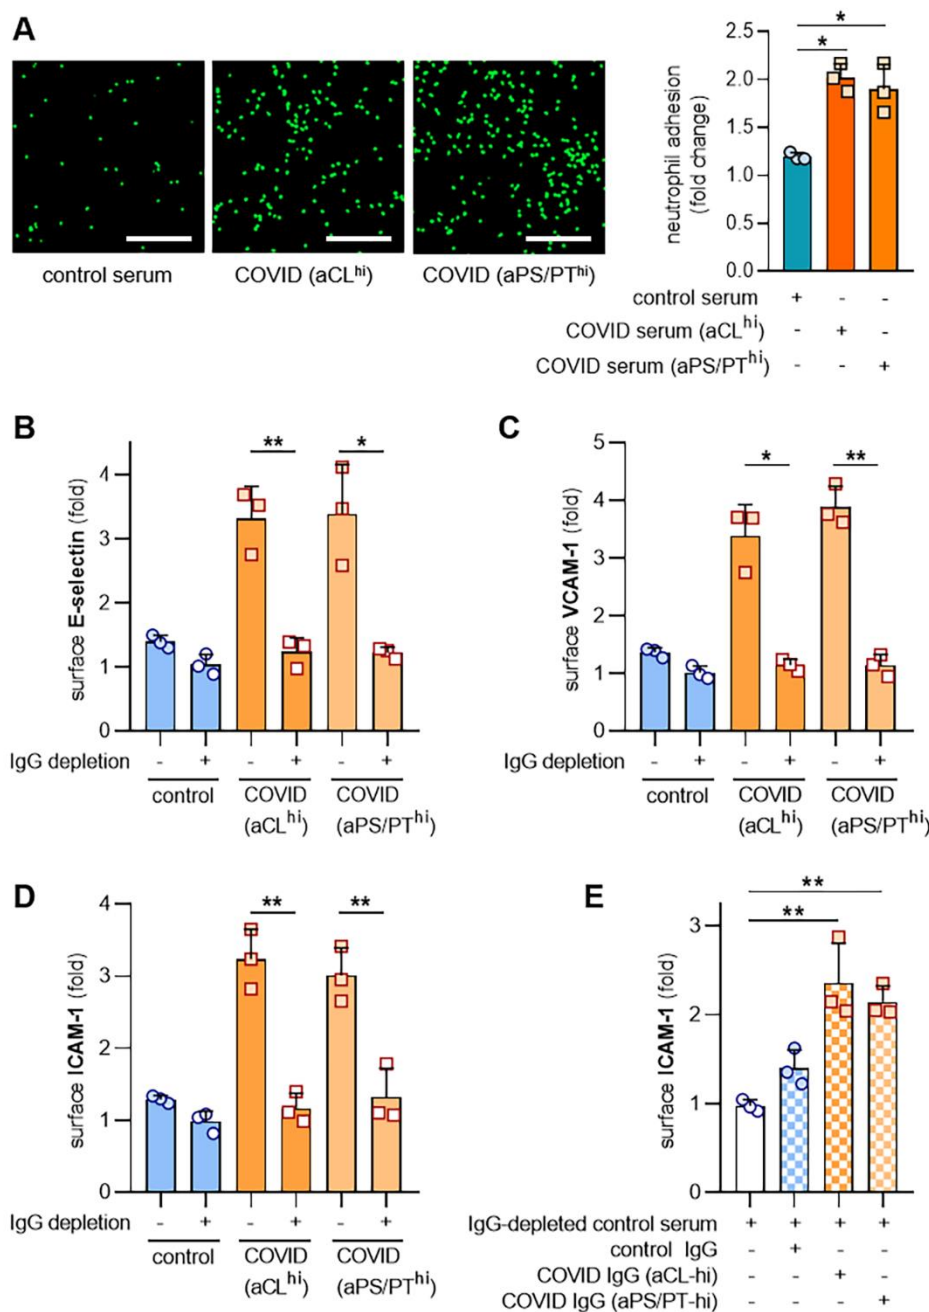 A
control serum
COVID (aCLhi)
COVID (aPS/PThi)
neutrophil adhesion
(fold change)
2.5
2.0
1.5
1.0
0.5
0.0
*
*
control serum + - -
COVID serum (aCLhi) - + -
COVID serum (aPS/PThi) - - +
B
surface E-selectin (fold)
4
3
2
1
0
**
*
IgG depletion - + - + - +
control
COVID
(aCLhi)
COVID
(aPS/PThi)
C
surface VCAM-1 (fold)
5
4
3
2
1
0
*
**
IgG depletion - + - + - +
control
COVID
(aCLhi)
COVID
(aPS/PThi)
D
surface ICAM-1 (fold)
4
3
2
1
0
**
**
IgG depletion - + - + - +
control
COVID
(aCLhi)
COVID
(aPS/PThi)
E
surface ICAM-1 (fold)
3
2
1
0
**
**
IgG-depleted control serum + + + +
control IgG - + - -
COVID IgG (aCL-hi) - - + -
COVID IgG (aPS/PT-hi) - - - +